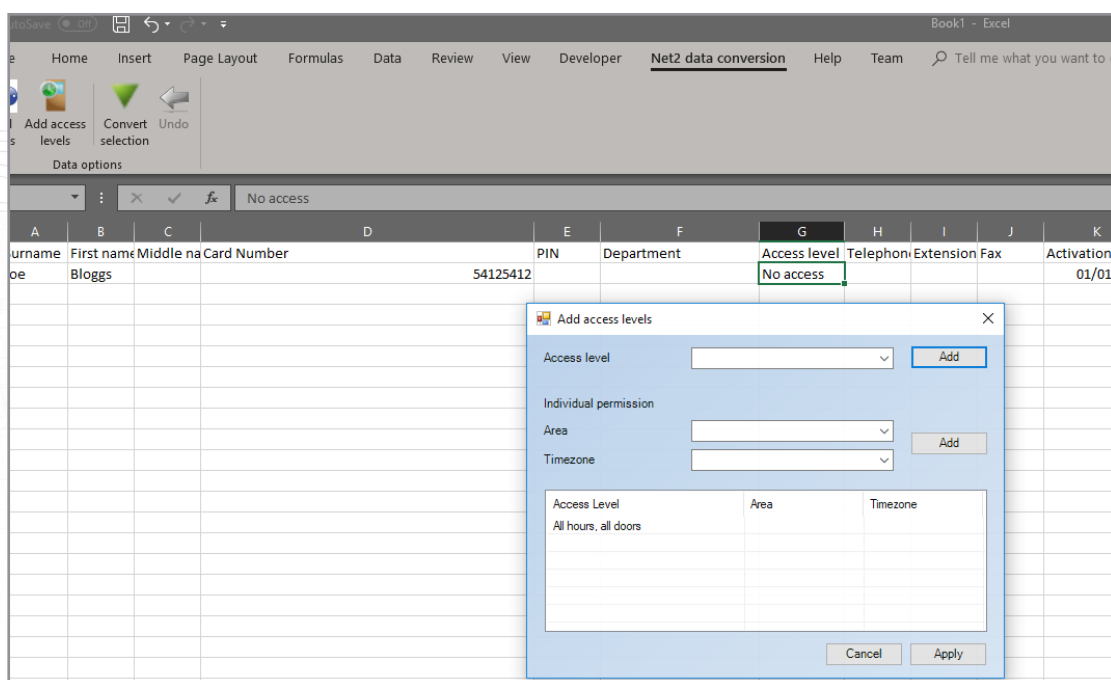 utoSave Off Book1 - Excel
e Home Insert Page Layout Formulas Data Review View Developer Net2 data conversion Help Team Tell me what you want to
l Add access Convert Undo
s levels selection
Data options
fx No access
A B C D E F G H I J K
urname First name Middle na Card Number PIN Department Access level Telephone Extension Fax Activation
oe Bloggs 54125412 No access 01/01
Add access levels
Access level Add
Individual permission
Area
Add
Timezone
Access Level Area Timezone
All hours, all doors
Cancel Apply